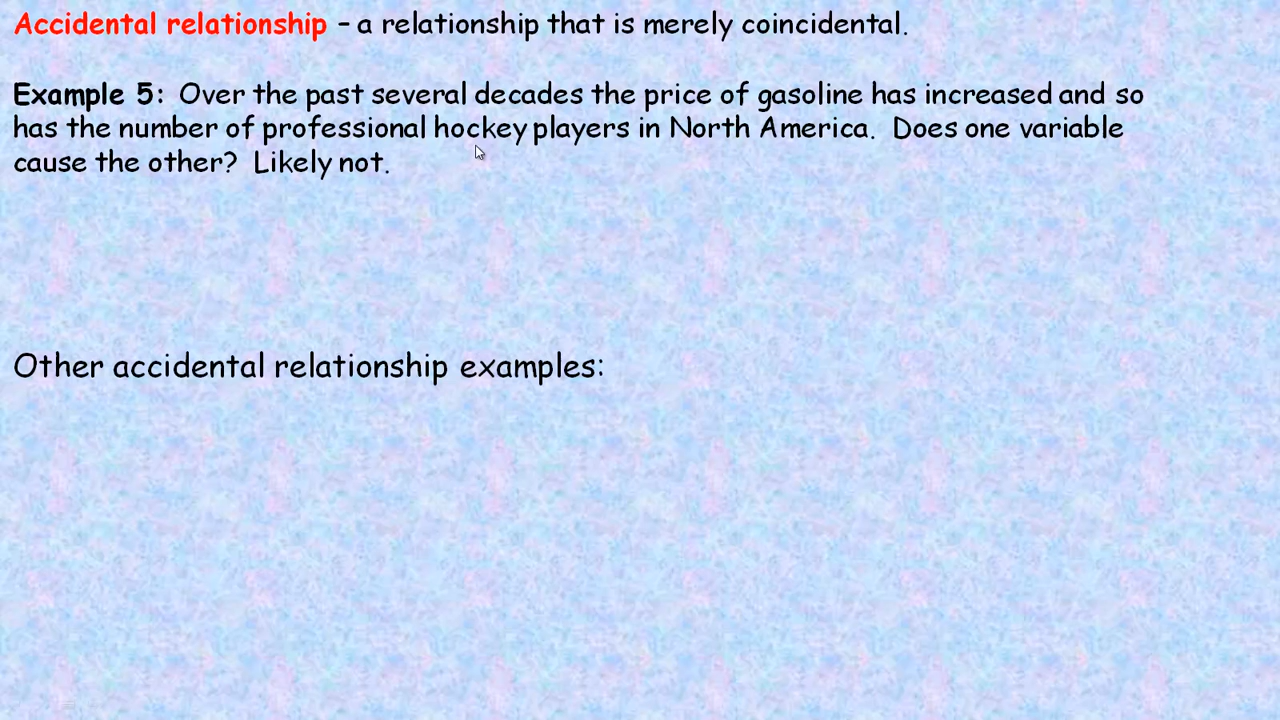 Accidental relationship – a relationship that is merely coincidental.
Example 5: Over the past several decades the price of gasoline has increased and so
has the number of professional hockey players in North America. Does one variable
cause the other? Likely not.
Other accidental relationship examples: